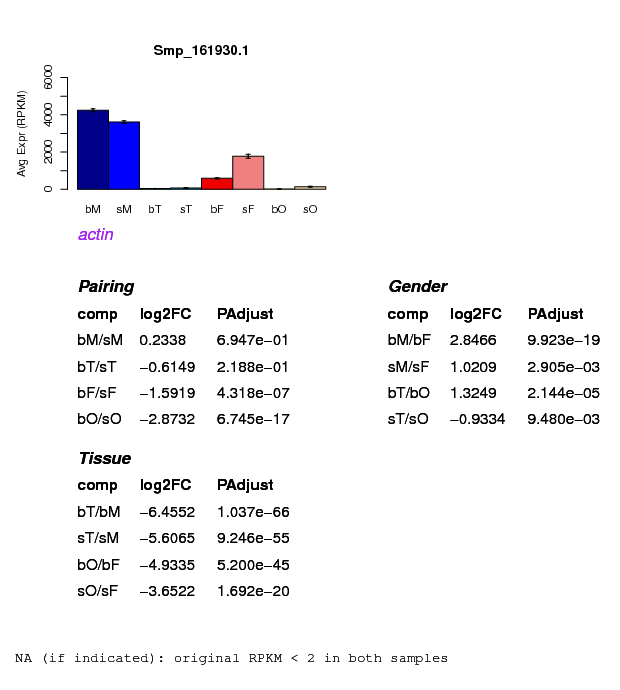 Smp_161930.1
Avg Expr (RPKM)
6000
4000
2000
0
bM sM bT sT bF sF bO sO
actin
Pairing
comp log2FC PAdjust
bM/sM 0.2338 6.947e−01
bT/sT −0.6149 2.188e−01
bF/sF −1.5919 4.318e−07
bO/sO −2.8732 6.745e−17
Gender
comp log2FC PAdjust
bM/bF 2.8466 9.923e−19
sM/sF 1.0209 2.905e−03
bT/bO 1.3249 2.144e−05
sT/sO −0.9334 9.480e−03
Tissue
comp log2FC PAdjust
bT/bM −6.4552 1.037e−66
sT/sM −5.6065 9.246e−55
bO/bF −4.9335 5.200e−45
sO/sF −3.6522 1.692e−20
NA (if indicated): original RPKM < 2 in both samples